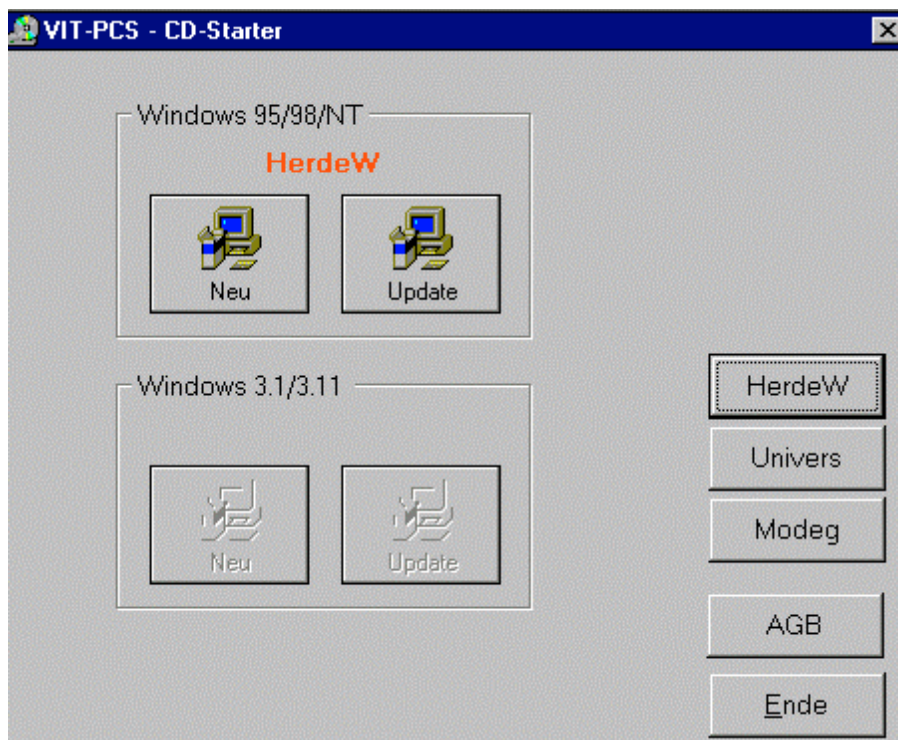 VIT-PCS - CD-Starter
Windows 95/98/NT
HerdeW
Neu
Update
Windows 3.1/3.11
Neu
Update
HerdeW
Univers
Modeg
AGB
Ende